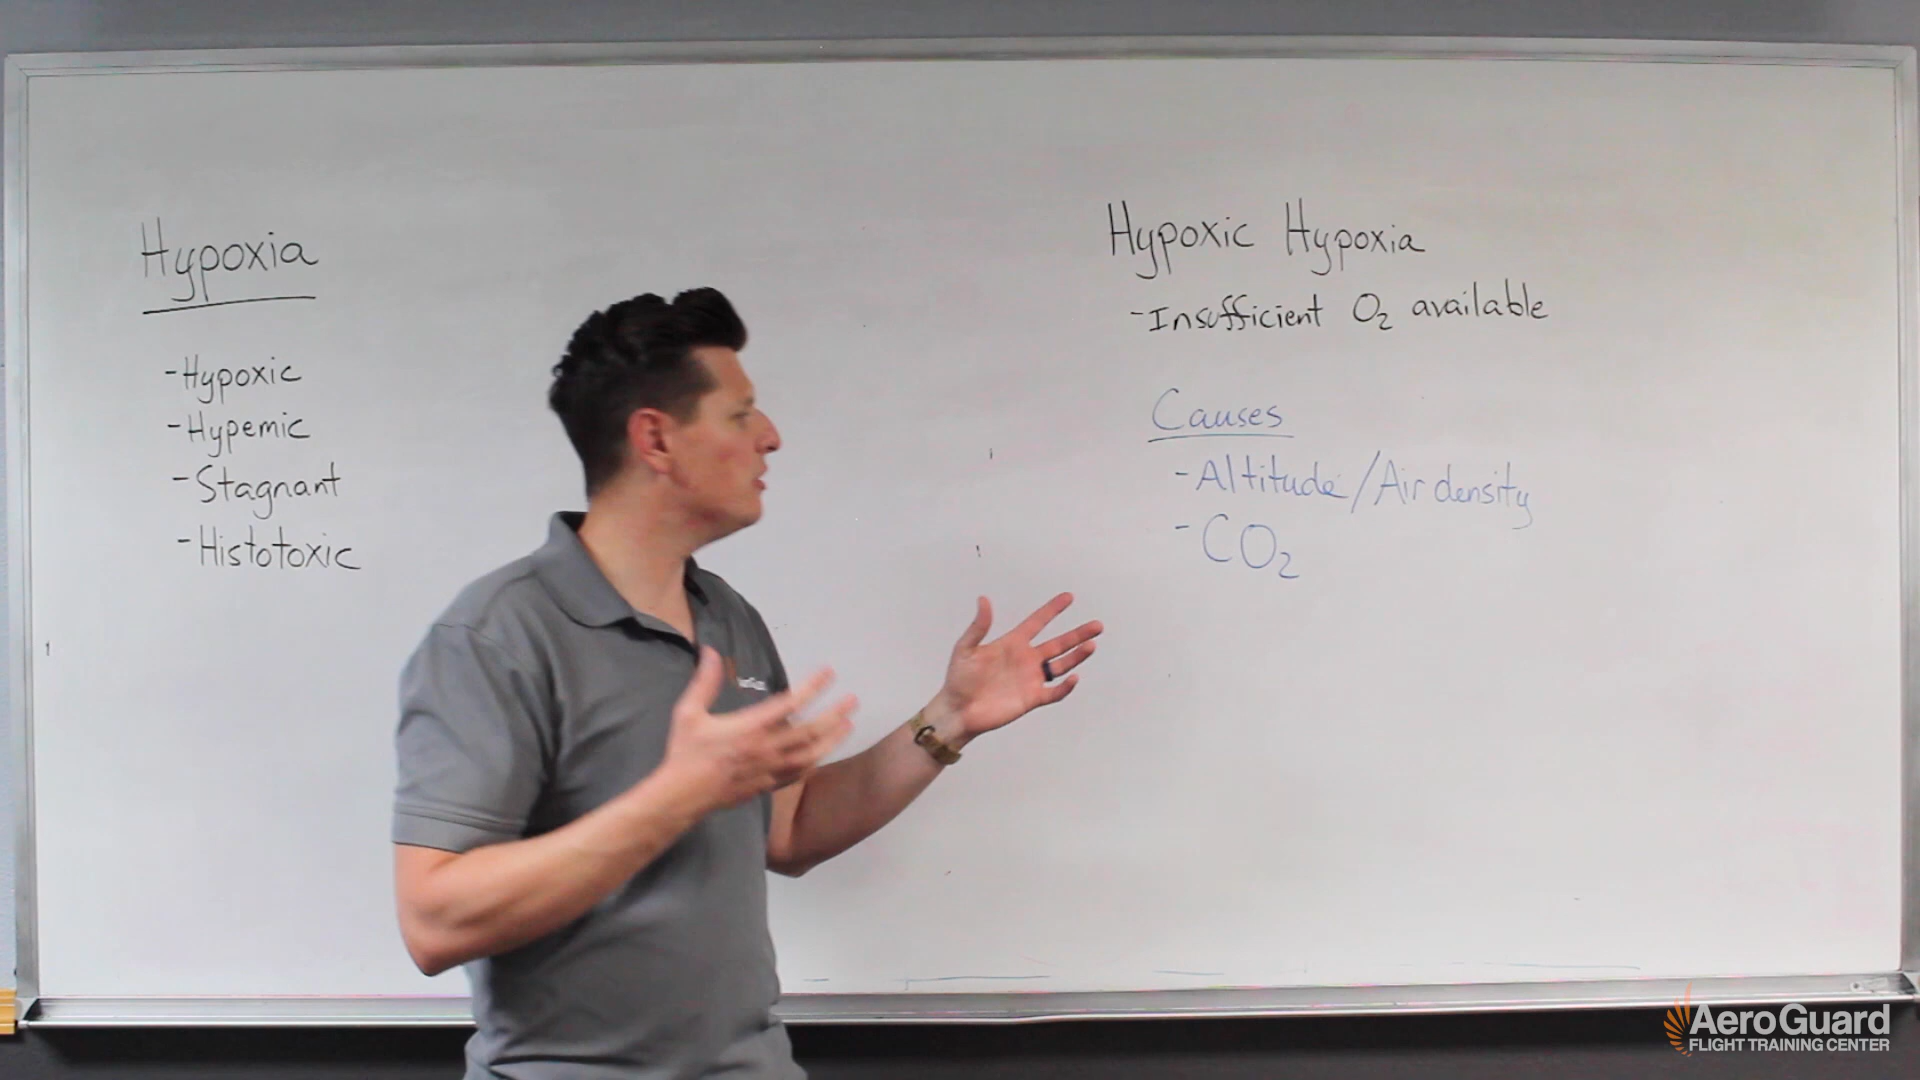 Hypoxia
-Hypoxic
-Hypemic
-Stagnant
-Histotoxic
Hypoxic Hypoxia
-Insufficient O₂ available
Causes
-Altitude/Air density
-CO₂
AeroGuard
FLIGHT TRAINING CENTER